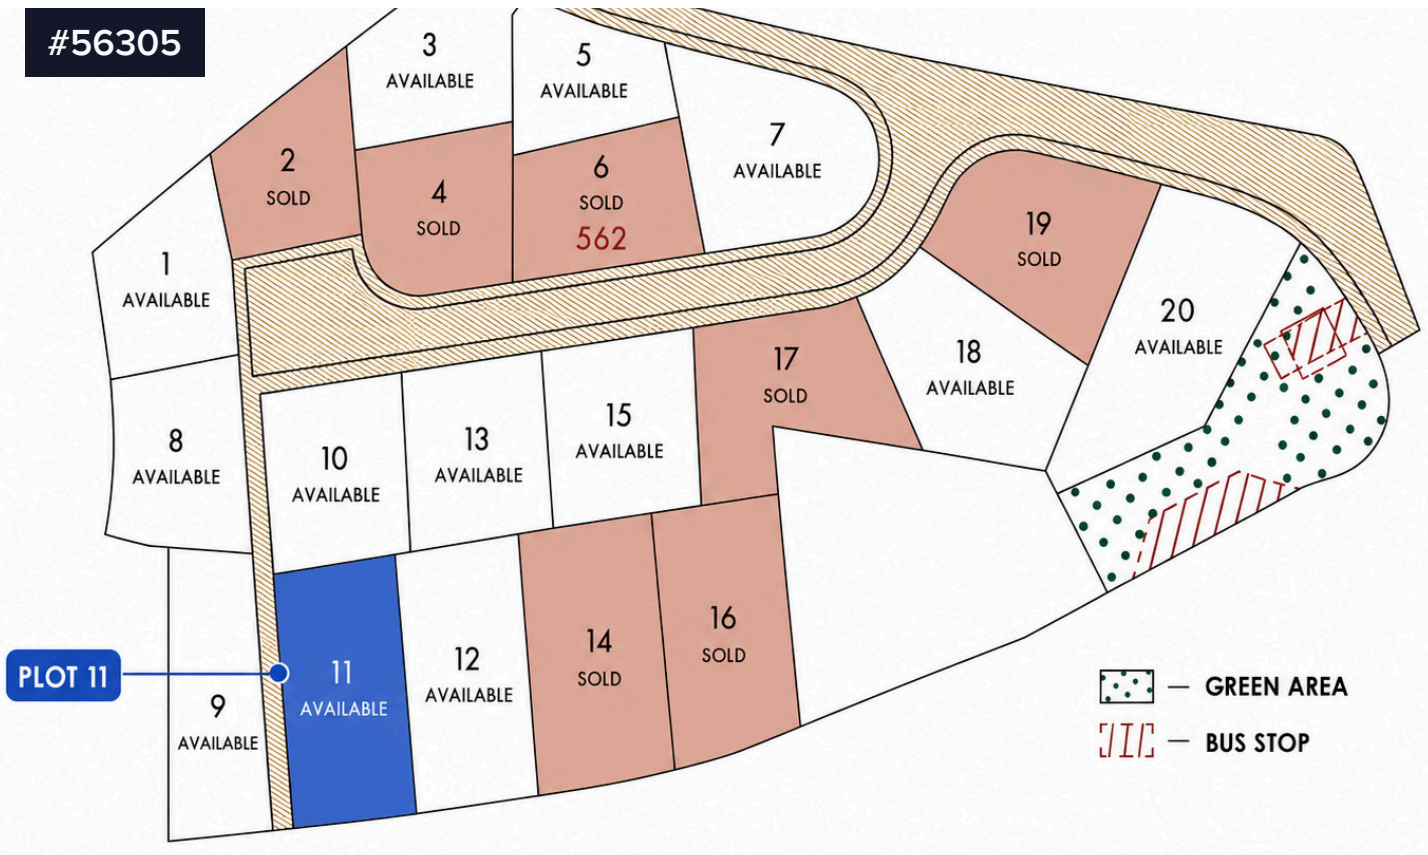 #56305
3
AVAILABLE
5
AVAILABLE
2
SOLD
4
SOLD
6
SOLD
562
7
AVAILABLE
19
SOLD
1
AVAILABLE
20
AVAILABLE
17
SOLD
18
AVAILABLE
8
AVAILABLE
10
AVAILABLE
13
AVAILABLE
15
AVAILABLE
PLOT 11
9
AVAILABLE
11
AVAILABLE
12
AVAILABLE
14
SOLD
16
SOLD
— GREEN AREA
— BUS STOP